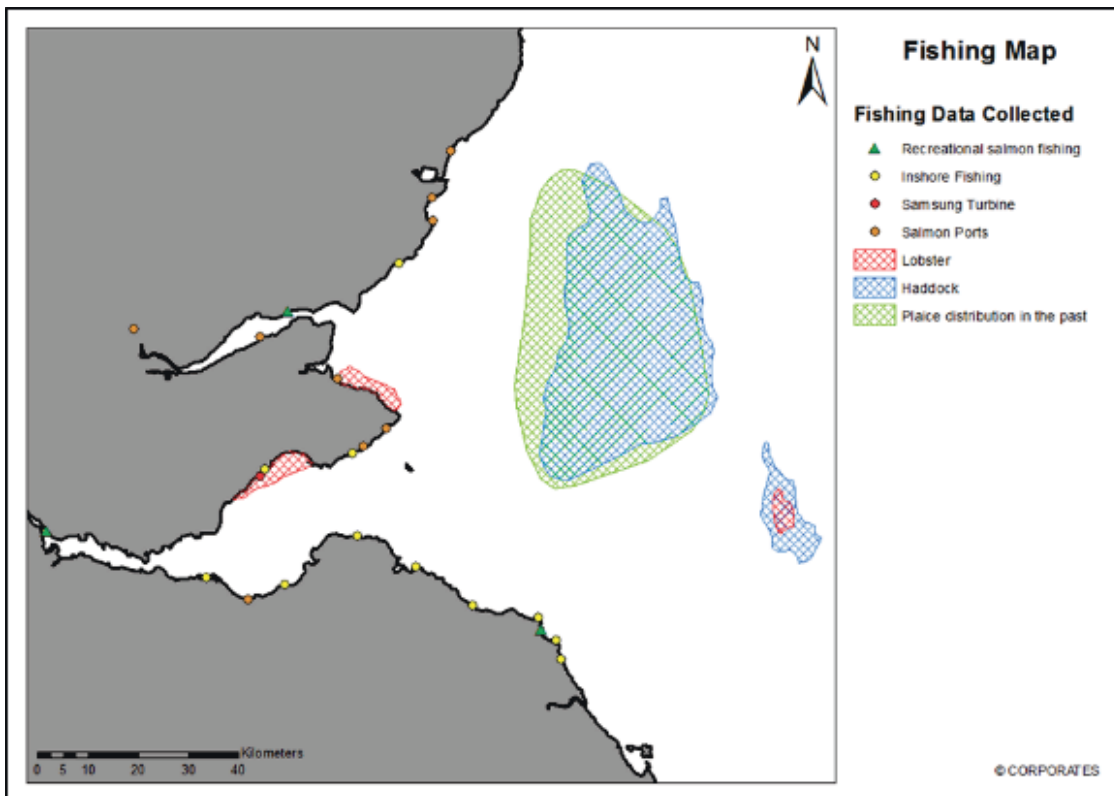 Fishing Map
N
Fishing Data Collected
Recreational salmon fishing
Inshore Fishing
Samsung Turbine
Salmon Ports
Lobster
Haddock
Plaice distribution in the past
Kilometers
0 5 10 20 30 40
© CORPORATES